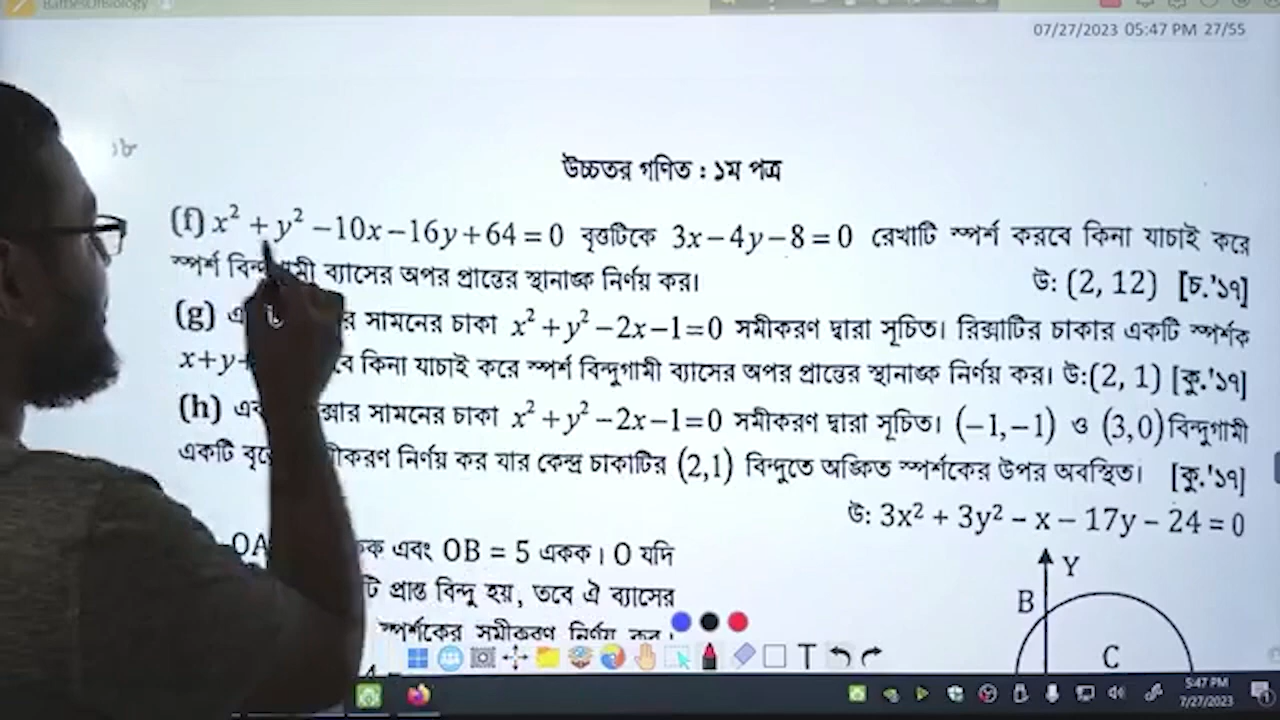 BattlesOfBiology
07/27/2023 05:47 PM 27/55
১৮
উচ্চতর গণিত : ১ম পত্র
(f) x² + y² −10x−16y+64=0 বৃত্তটিকে 3x−4y−8=0 রেখাটি স্পর্শ করবে কিনা যাচাই করে
স্পর্শ ব্যাসের অপর প্রান্তের স্থানাঙ্ক নির্ণয় কর। উ: (2, 12) [চ.'১৭]
(g) সামনের চাকা x²+y²−2x−1=0 সমীকরণ দ্বারা সূচিত। রিক্সাটির চাকার একটি স্পর্শক
x+y+ কিনা যাচাই করে স্পর্শ বিন্দুগামী ব্যাসের অপর প্রান্তের স্থানাঙ্ক নির্ণয় কর। উ:(2, 1) [কু.'১৭]
(h) সামনের চাকা x²+y²−2x−1=0 সমীকরণ দ্বারা সূচিত। (−1,−1) ও (3,0) বিন্দুগামী
একটি নির্ণয় কর যার কেন্দ্র চাকাটির (2,1) বিন্দুতে অঙ্কিত স্পর্শকের উপর অবস্থিত। [কু.'১৭]
উ: 3x² + 3y² − x − 17y − 24 = 0
OA এবং OB = 5 একক। O যদি
টি প্রান্ত বিন্দু হয়, তবে ঐ ব্যাসের
স্পর্শকের সমীকরণ নির্ণয় কর।
Y
B
C
T
5:47 PM
7/27/2023